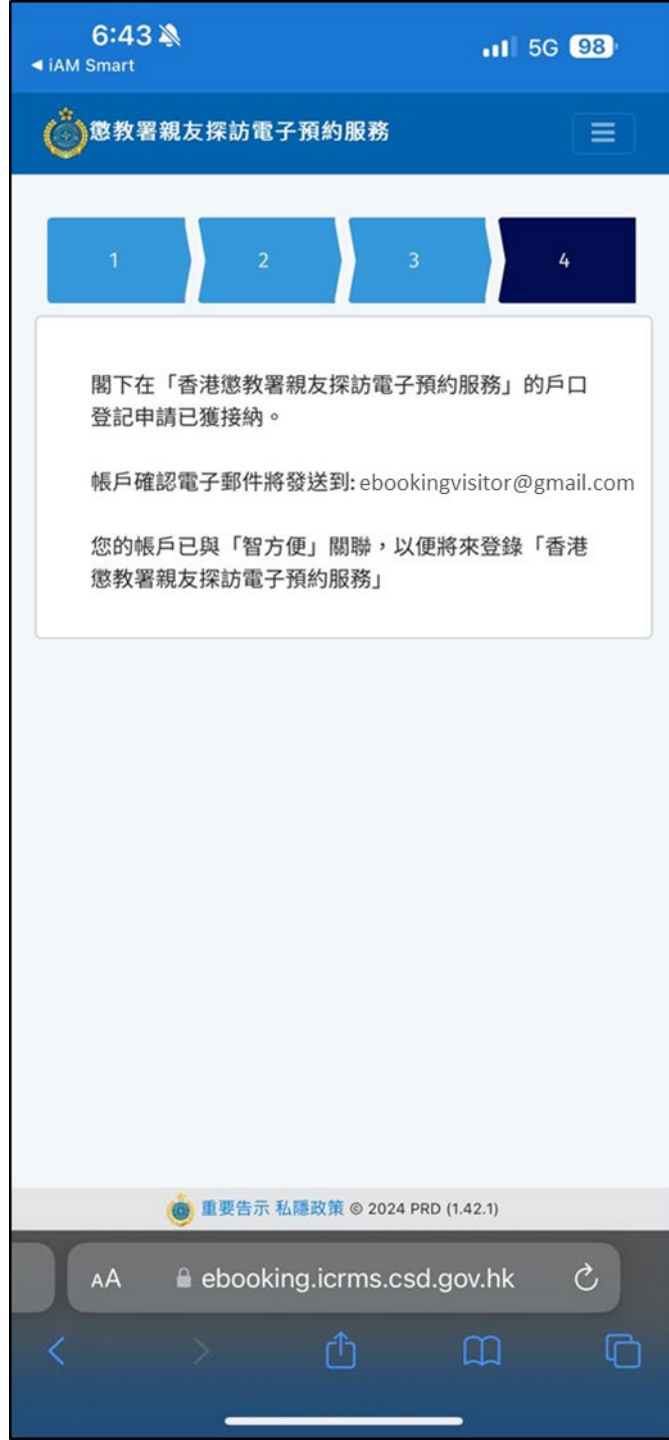 6:43
5G 98
◀ iAM Smart
懲教署親友探訪電子預約服務
1 2 3 4
閣下在「香港懲教署親友探訪電子預約服務」的戶口
登記申請已獲接納。
帳戶確認電子郵件將發送到: ebookingvisitor@gmail.com
您的帳戶已與「智方便」關聯，以便將來登錄「香港
懲教署親友探訪電子預約服務」
重要告示 私隱政策 © 2024 PRD (1.42.1)
AA ebooking.icrms.csd.gov.hk